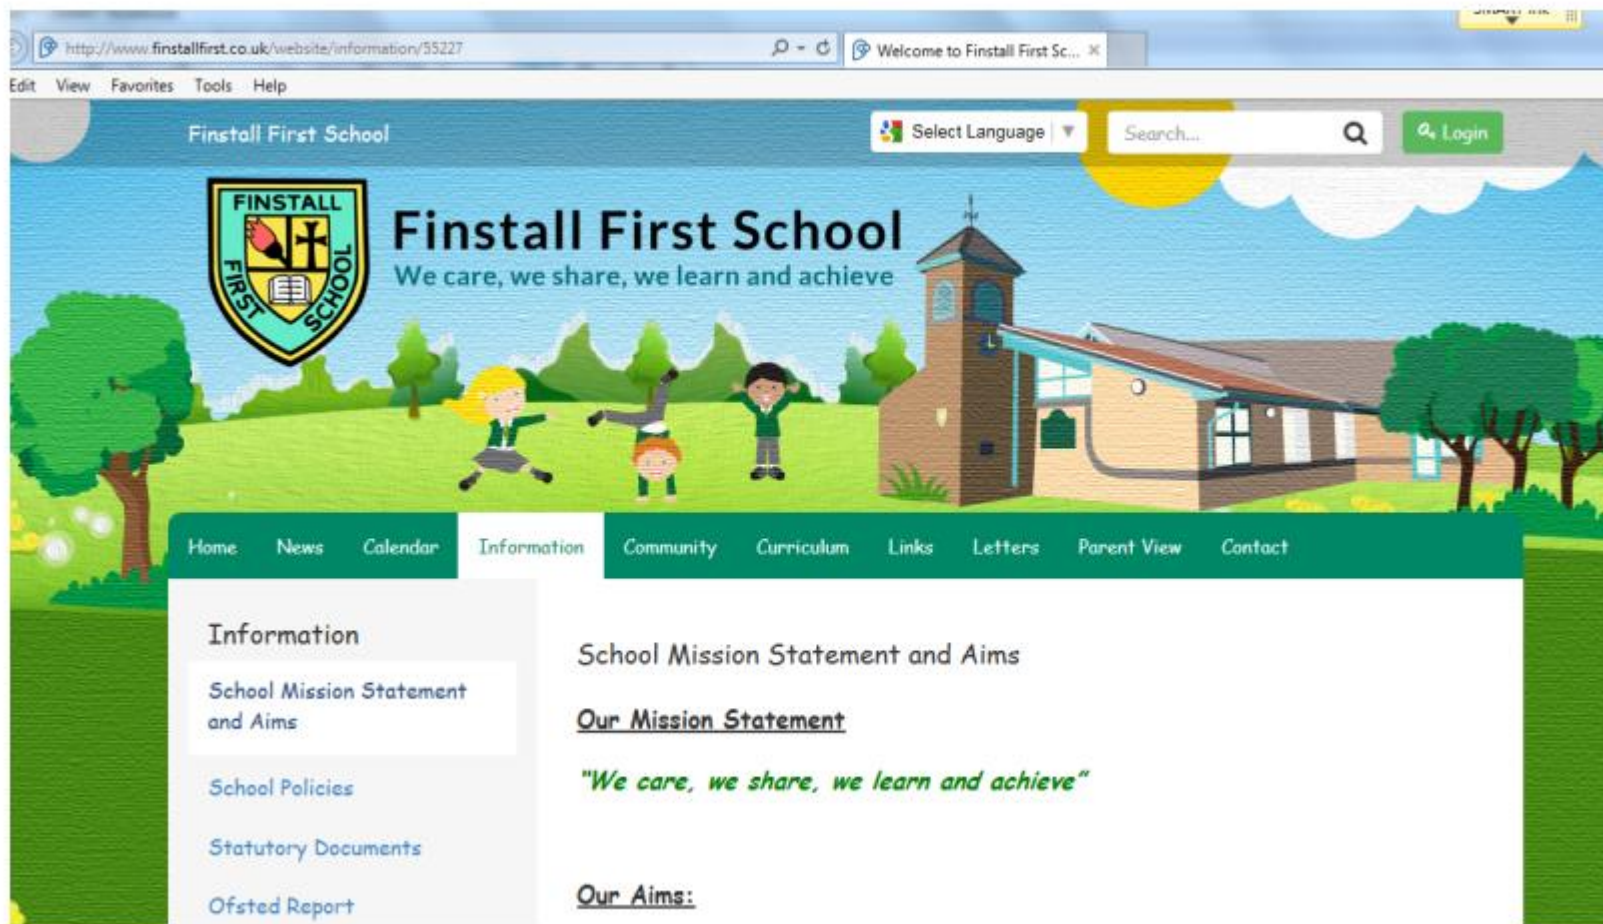 http://www.finstallfirst.co.uk/website/information/55227
Welcome to Finstall First Sc...
Edit View Favorites Tools Help
Finstall First School
Select Language
Search...
Login
FINSTALL
FIRST
SCHOOL
Finstall First School
We care, we share, we learn and achieve
Home News Calendar Information Community Curriculum Links Letters Parent View Contact
Information
School Mission Statement
and Aims
School Policies
Statutory Documents
Ofsted Report
School Mission Statement and Aims
Our Mission Statement
"We care, we share, we learn and achieve"
Our Aims: